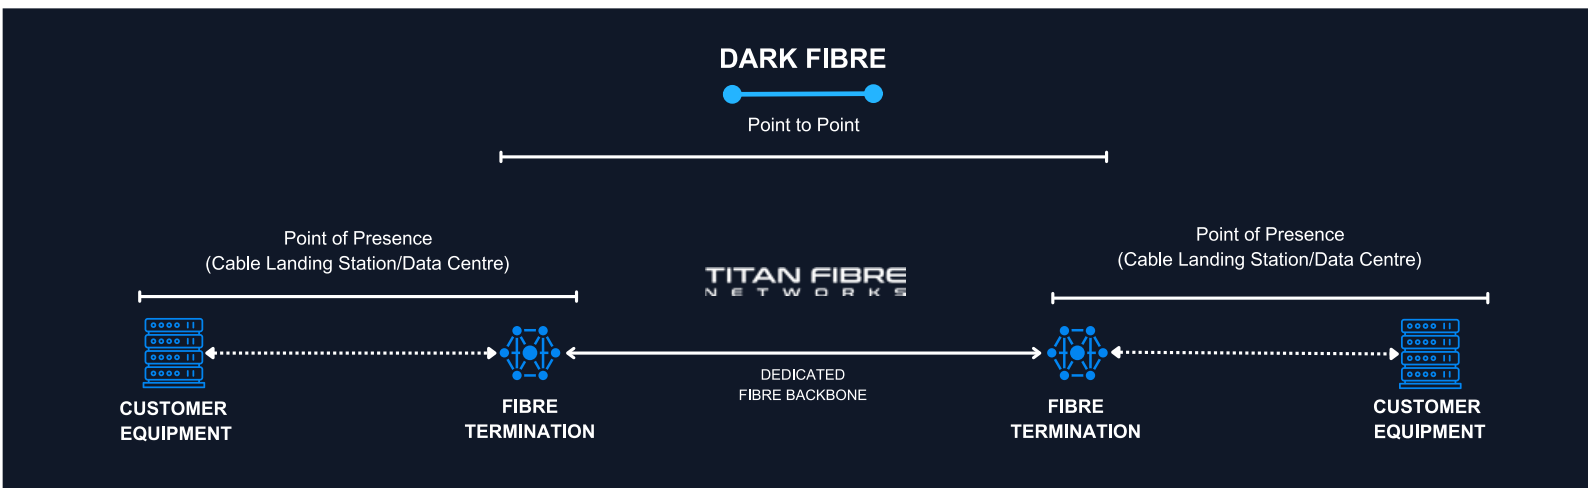 DARK FIBRE
Point to Point
Point of Presence
(Cable Landing Station/Data Centre)
TITAN FIBRE
NETWORKS
Point of Presence
(Cable Landing Station/Data Centre)
DEDICATED
FIBRE BACKBONE
CUSTOMER
EQUIPMENT
FIBRE
TERMINATION
FIBRE
TERMINATION
CUSTOMER
EQUIPMENT